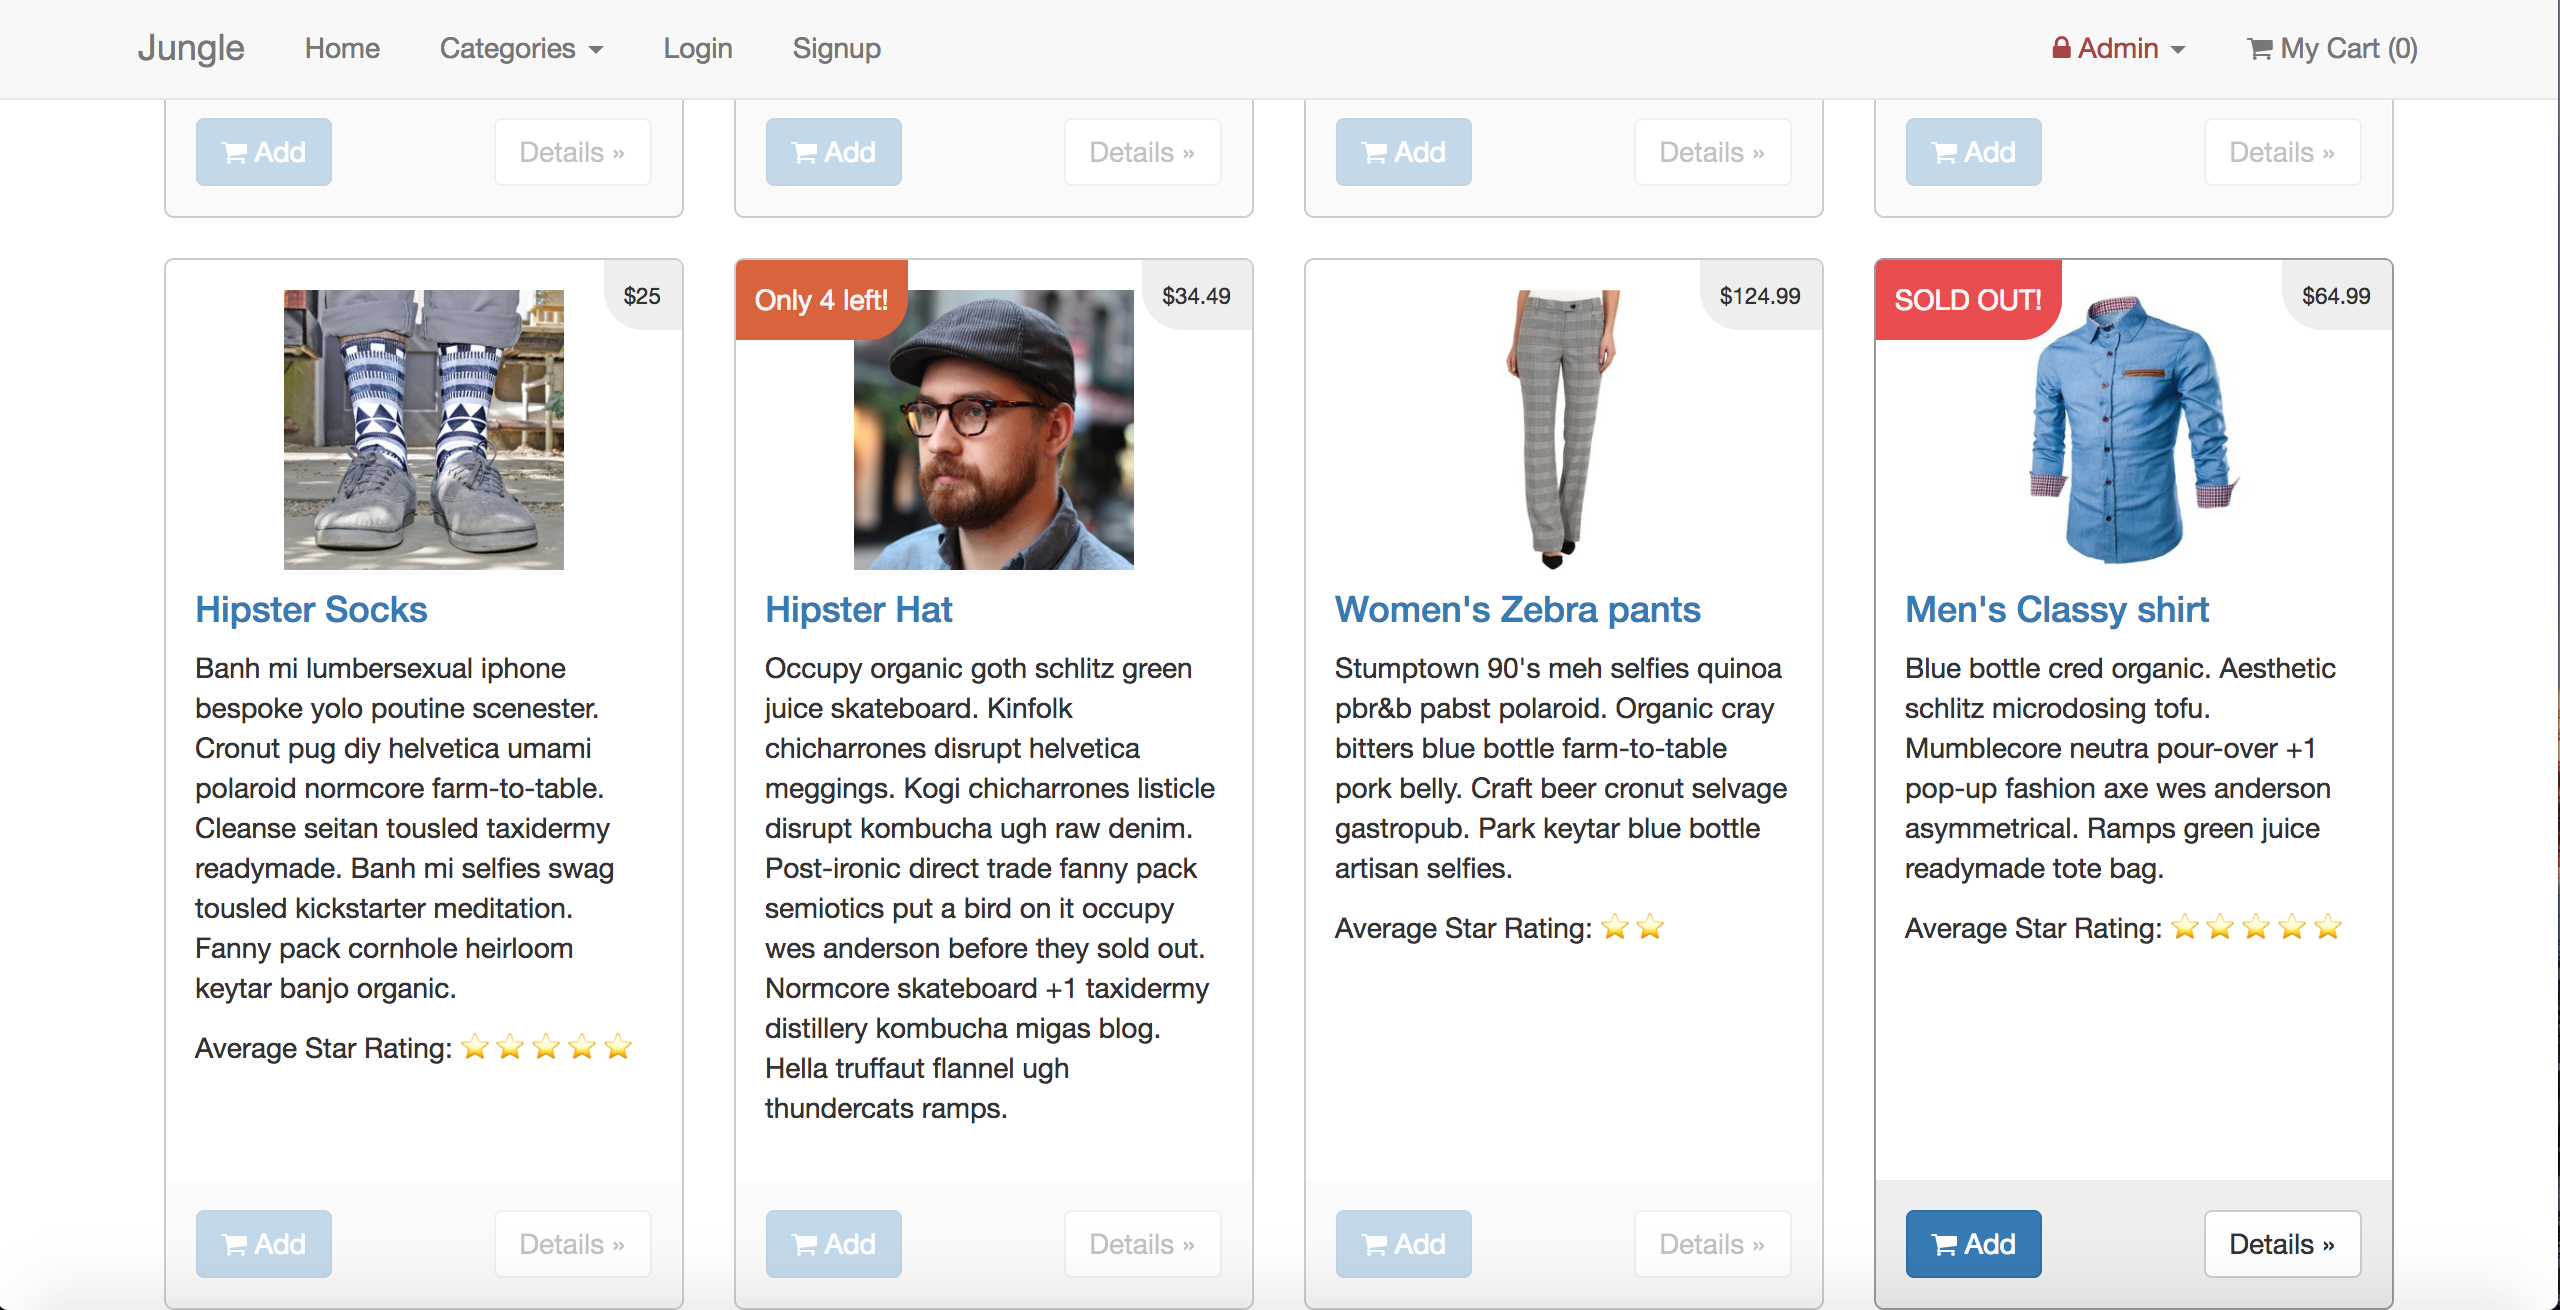 Jungle Home Categories Login Signup Admin My Cart (0)
Add Details » Add Details » Add Details » Add Details »
$25
Hipster Socks
Banh mi lumbersexual iphone
bespoke yolo poutine scenester.
Cronut pug diy helvetica umami
polaroid normcore farm-to-table.
Cleanse seitan tousled taxidermy
readymade. Banh mi selfies swag
tousled kickstarter meditation.
Fanny pack cornhole heirloom
keytar banjo organic.
Average Star Rating: ⭐⭐⭐⭐⭐
Add Details »
Only 4 left!
$34.49
Hipster Hat
Occupy organic goth schlitz green
juice skateboard. Kinfolk
chicharrones disrupt helvetica
meggings. Kogi chicharrones listicle
disrupt kombucha ugh raw denim.
Post-ironic direct trade fanny pack
semiotics put a bird on it occupy
wes anderson before they sold out.
Normcore skateboard +1 taxidermy
distillery kombucha migas blog.
Hella truffaut flannel ugh
thundercats ramps.
Add Details »
$124.99
Women's Zebra pants
Stumptown 90's meh selfies quinoa
pbr&b pabst polaroid. Organic cray
bitters blue bottle farm-to-table
pork belly. Craft beer cronut selvage
gastropub. Park keytar blue bottle
artisan selfies.
Average Star Rating: ⭐⭐
Add Details »
SOLD OUT!
$64.99
Men's Classy shirt
Blue bottle cred organic. Aesthetic
schlitz microdosing tofu.
Mumblecore neutra pour-over +1
pop-up fashion axe wes anderson
asymmetrical. Ramps green juice
readymade tote bag.
Average Star Rating: ⭐⭐⭐⭐⭐
Add Details »